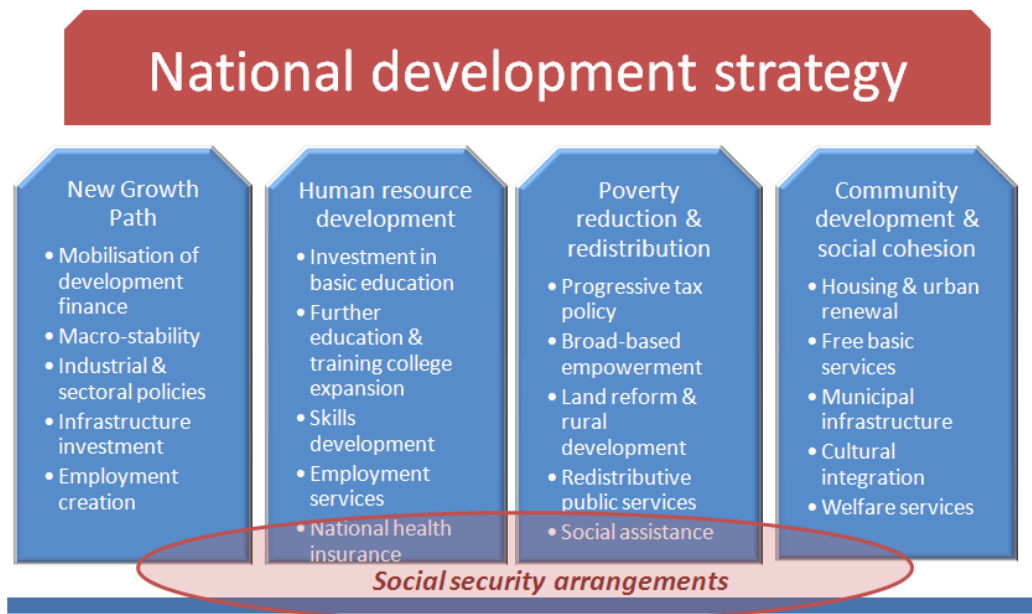 National development strategy
New Growth
Path
• Mobilisation of
development
finance
• Macro-stability
• Industrial &
sectoral policies
• Infrastructure
investment
• Employment
creation
Human resource
development
• Investment in
basic education
• Further
education &
training college
expansion
• Skills
development
• Employment
services
• National health
insurance
Poverty
reduction &
redistribution
• Progressive tax
policy
• Broad-based
empowerment
• Land reform &
rural
development
• Redistributive
public services
• Social assistance
Community
development &
social cohesion
• Housing & urban
renewal
• Free basic
services
• Municipal
infrastructure
• Cultural
integration
• Welfare services
Social security arrangements